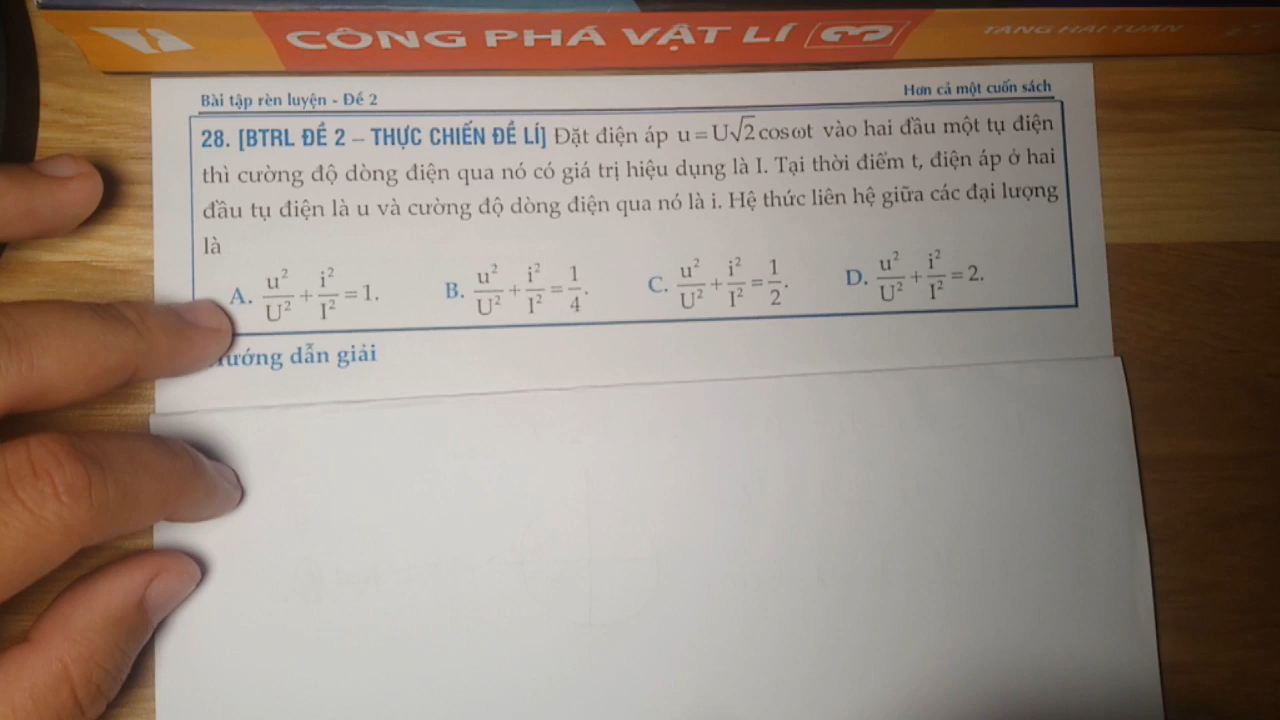 CÔNG PHÁ VẬT LÍ 3 TĂNG HẢI TUÂN
Bài tập rèn luyện - Đề 2 Hơn cả một cuốn sách
28. [BTRL ĐỀ 2 – THỰC CHIẾN ĐỀ LÍ] Đặt điện áp u = U√2cosωt vào hai đầu một tụ điện
thì cường độ dòng điện qua nó có giá trị hiệu dụng là I. Tại thời điểm t, điện áp ở hai
đầu tụ điện là u và cường độ dòng điện qua nó là i. Hệ thức liên hệ giữa các đại lượng
là
A. u²/U² + i²/I² = 1. B. u²/U² + i²/I² = 1/4. C. u²/U² + i²/I² = 1/2. D. u²/U² + i²/I² = 2.
Hướng dẫn giải